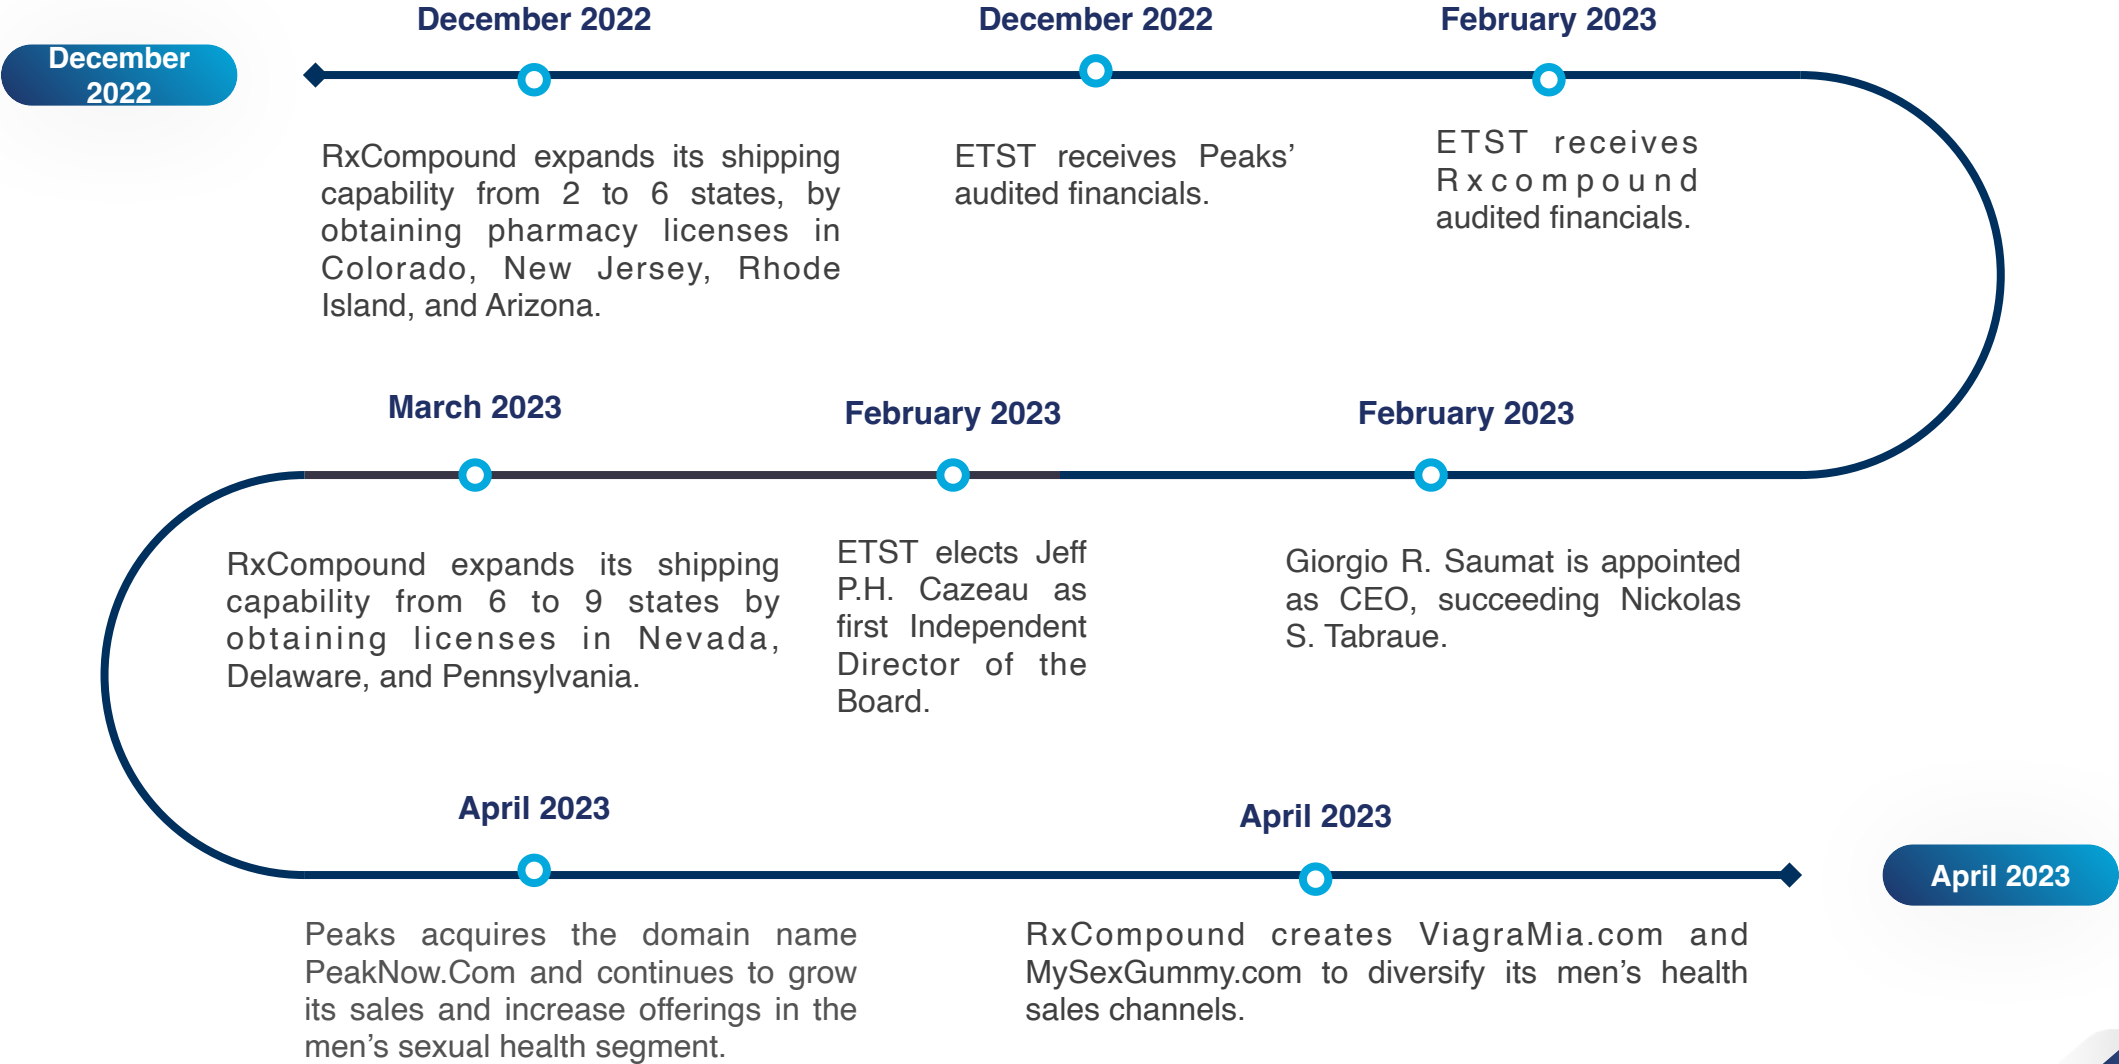 December 2022
December 2022
February 2023
December
2022
RxCompound expands its shipping
capability from 2 to 6 states, by
obtaining pharmacy licenses in
Colorado, New Jersey, Rhode
Island, and Arizona.
ETST receives Peaks’
audited financials.
ETST receives
Rxcompound
audited financials.
March 2023
February 2023
February 2023
RxCompound expands its shipping
capability from 6 to 9 states by
obtaining licenses in Nevada,
Delaware, and Pennsylvania.
ETST elects Jeff
P.H. Cazeau as
first Independent
Director of the
Board.
Giorgio R. Saumat is appointed
as CEO, succeeding Nickolas
S. Tabraue.
April 2023
April 2023
April 2023
Peaks acquires the domain name
PeakNow.Com and continues to grow
its sales and increase offerings in the
men’s sexual health segment.
RxCompound creates ViagraMia.com and
MySexGummy.com to diversify its men’s health
sales channels.